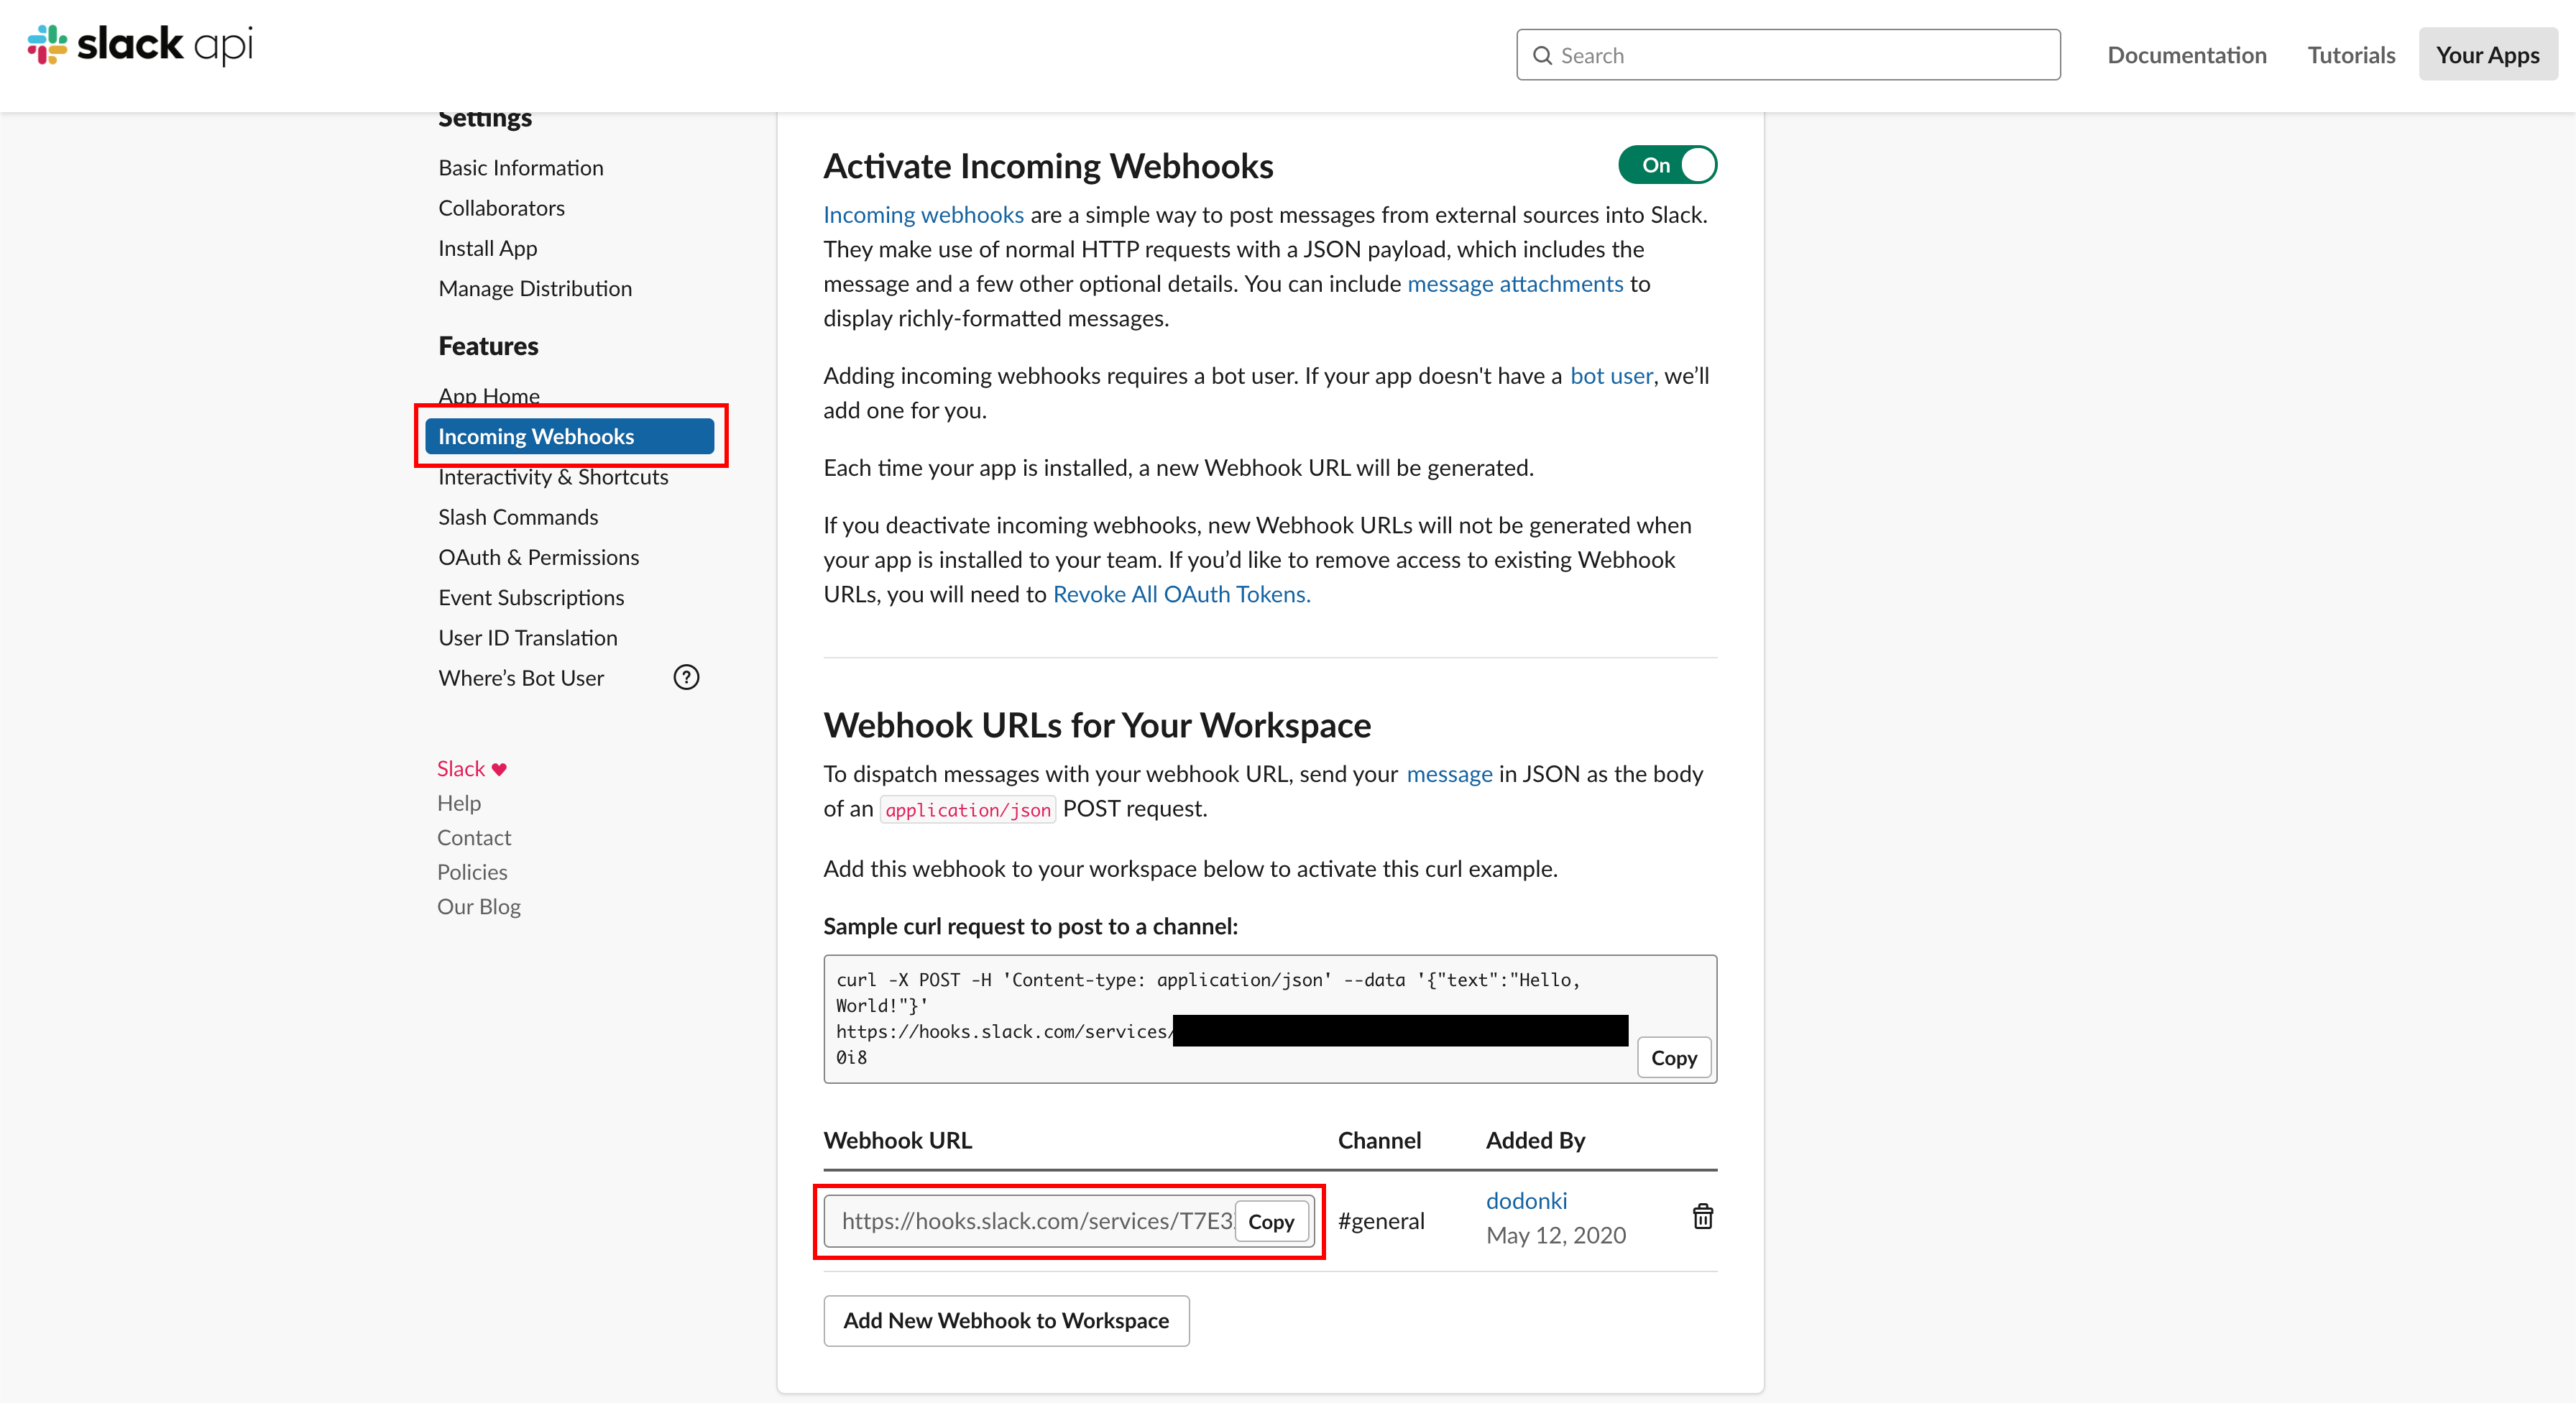 slack api
Search
Documentation
Tutorials
Your Apps
Settings
Basic Information
Collaborators
Install App
Manage Distribution
Features
App Home
Incoming Webhooks
Interactivity & Shortcuts
Slash Commands
OAuth & Permissions
Event Subscriptions
User ID Translation
Where's Bot User
?
Slack ♥
Help
Contact
Policies
Our Blog
Activate Incoming Webhooks
On
Incoming webhooks are a simple way to post messages from external sources into Slack.
They make use of normal HTTP requests with a JSON payload, which includes the
message and a few other optional details. You can include message attachments to
display richly-formatted messages.
Adding incoming webhooks requires a bot user. If your app doesn't have a bot user, we’ll
add one for you.
Each time your app is installed, a new Webhook URL will be generated.
If you deactivate incoming webhooks, new Webhook URLs will not be generated when
your app is installed to your team. If you’d like to remove access to existing Webhook
URLs, you will need to Revoke All OAuth Tokens.
Webhook URLs for Your Workspace
To dispatch messages with your webhook URL, send your message in JSON as the body
of an application/json POST request.
Add this webhook to your workspace below to activate this curl example.
Sample curl request to post to a channel:
curl -X POST -H 'Content-type: application/json' --data '{"text":"Hello,
World!"}'
https://hooks.slack.com/services/
0i8
Copy
Webhook URL
Channel
Added By
https://hooks.slack.com/services/T7E3
Copy
#general
dodonki
May 12, 2020
Add New Webhook to Workspace